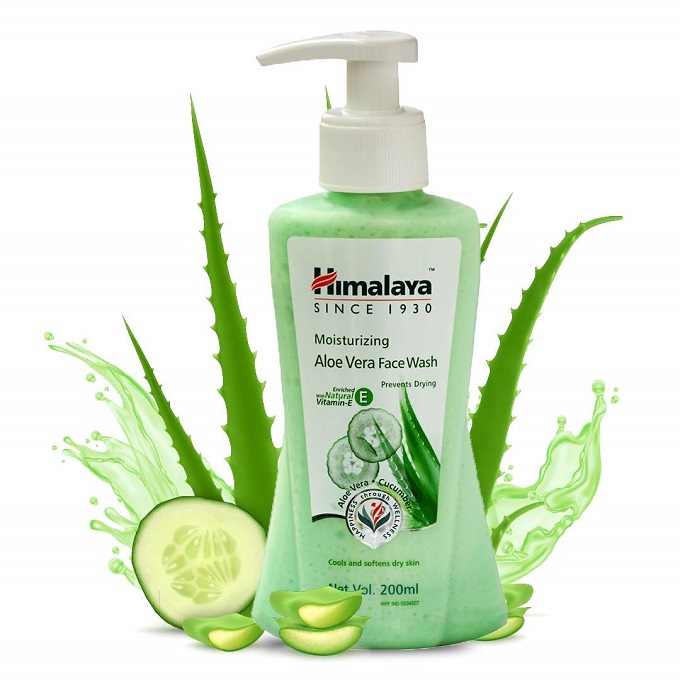 Himalaya™
SINCE 1930
Moisturizing
Aloe Vera Face Wash
Prevents Drying
Enriched
with Natural
Vitamin-E
E
Aloe Vera • Cucumber
HAPPINESS through WELLNESS
Cools and softens dry skin
Net Vol. 200ml